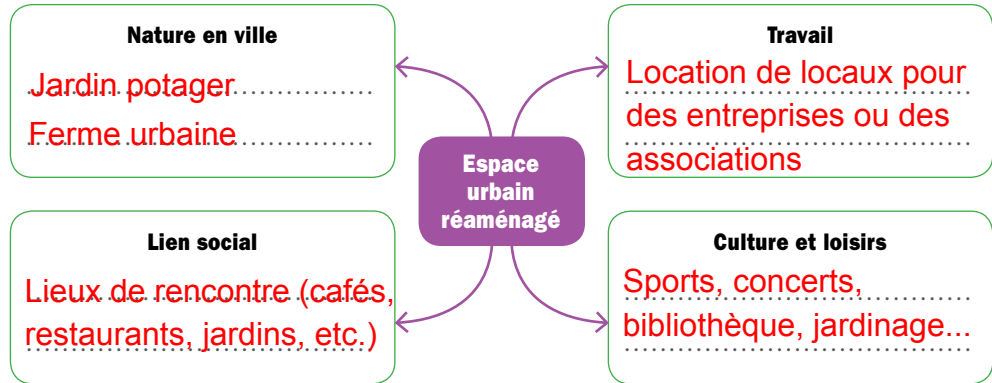 Nature en ville
Jardin potager
Ferme urbaine
Travail
Location de locaux pour
des entreprises ou des
associations
Espace
urbain
réaménagé
Lien social
Lieux de rencontre (cafés,
restaurants, jardins, etc.)
Culture et loisirs
Sports, concerts,
bibliothèque, jardinage...